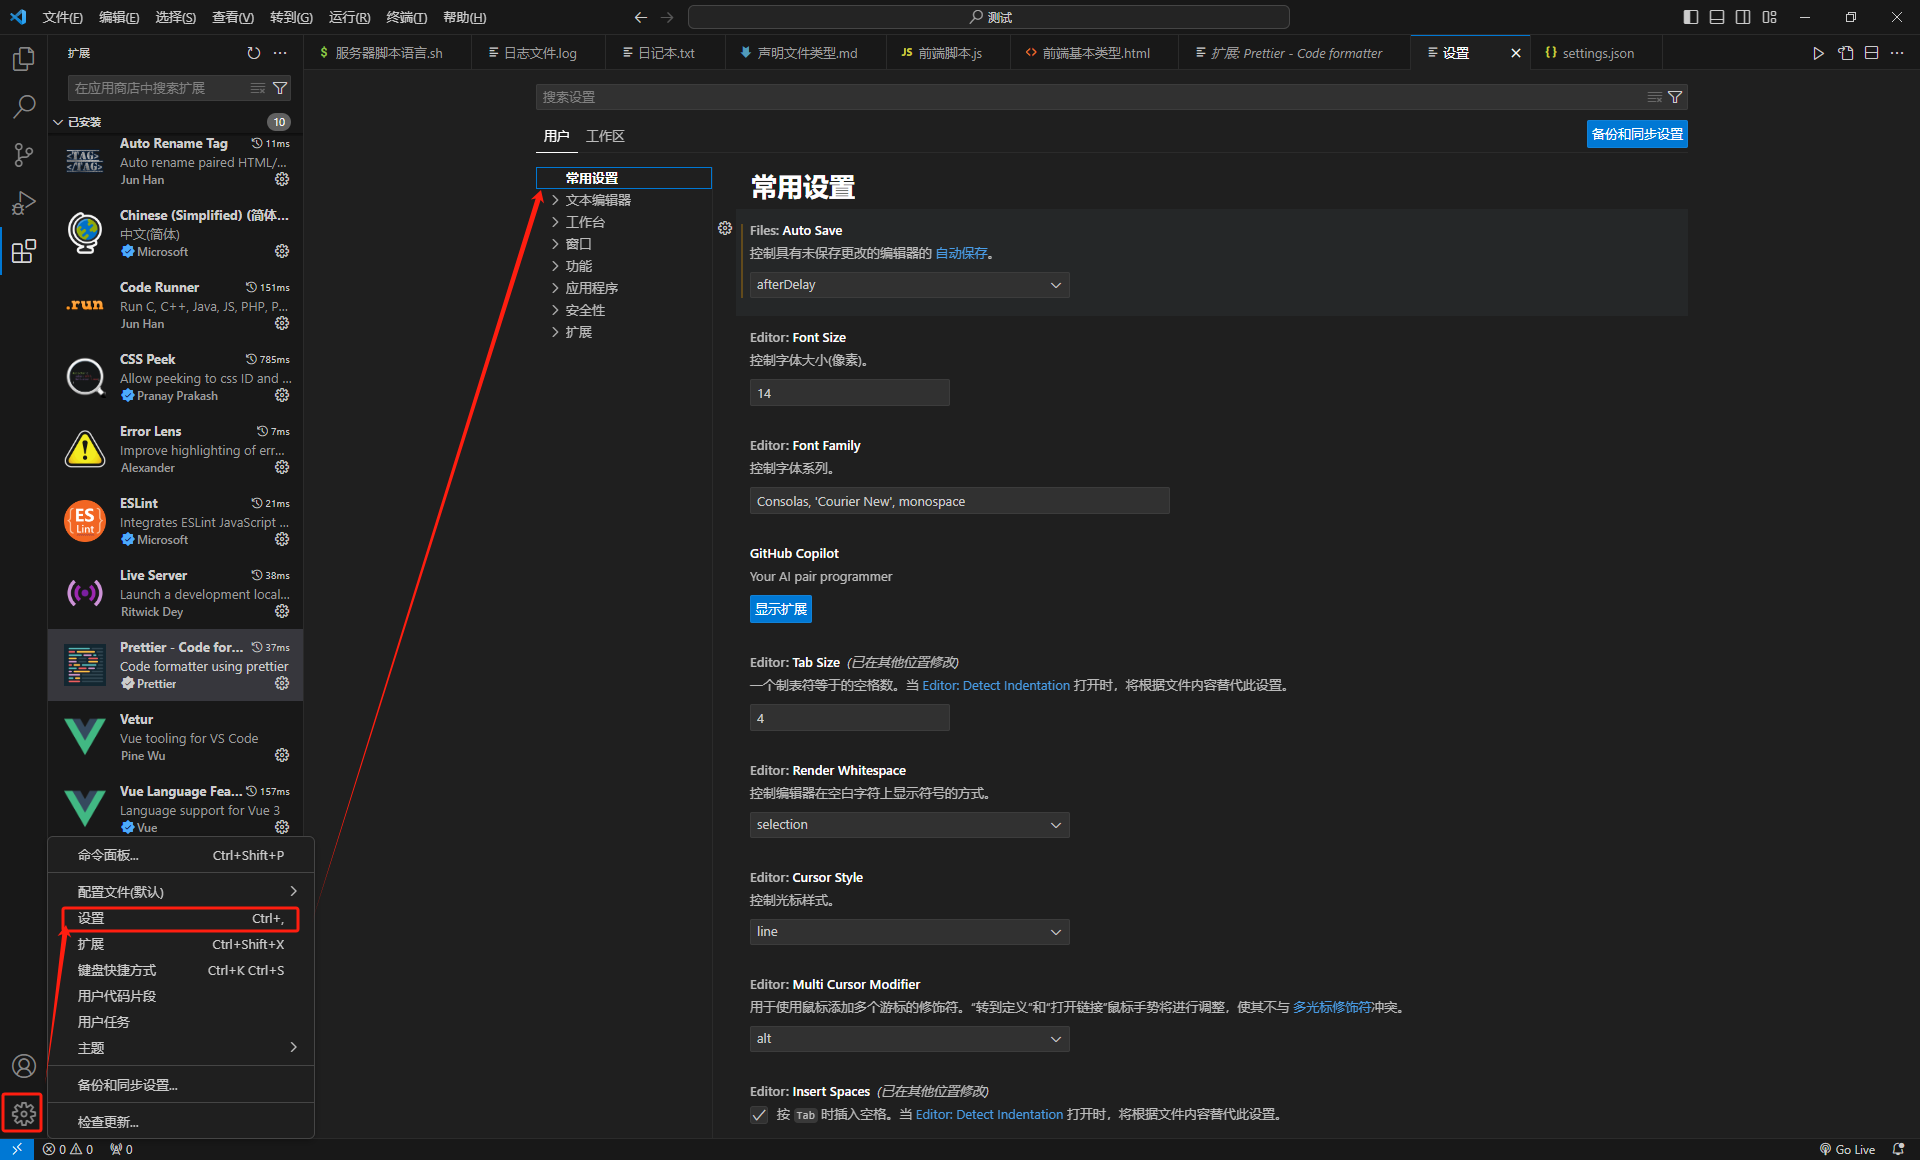 文件(F) 编辑(E) 选择(S) 查看(V) 转到(G) 运行(R) 终端(T) 帮助(H) 测试
扩展
$ 服务器脚本语言.sh 日志文件.log 日记本.txt 声明文件类型.md JS 前端脚本.js 前端基本类型.html 扩展: Prettier - Code formatter 设置 {} settings.json
在应用商店中搜索扩展
已安装 10
Auto Rename Tag 11ms
Auto rename paired HTML/...
Jun Han
<TAG>
</TAG>
Chinese (Simplified) (简体...
中文(简体)
Microsoft
Code Runner 151ms
.run Run C, C++, Java, JS, PHP, P...
Jun Han
CSS Peek 785ms
Allow peeking to css ID and ...
Pranay Prakash
Error Lens 7ms
Improve highlighting of err...
Alexander
ESLint 21ms
ES
Lint
Integrates ESLint JavaScript ...
Microsoft
Live Server 38ms
Launch a development local...
Ritwick Dey
Prettier - Code for... 37ms
Code formatter using prettier
Prettier
Vetur
Vue tooling for VS Code
Pine Wu
Vue Language Fea... 157ms
Language support for Vue 3
Vue
命令面板... Ctrl+Shift+P
配置文件(默认)
设置 Ctrl+,
扩展 Ctrl+Shift+X
键盘快捷方式 Ctrl+K Ctrl+S
用户代码片段
用户任务
主题
备份和同步设置...
检查更新...
搜索设置
用户 工作区
备份和同步设置
常用设置
文本编辑器
工作台
窗口
功能
应用程序
安全性
扩展
常用设置
Files: Auto Save
控制具有未保存更改的编辑器的 自动保存。
afterDelay
Editor: Font Size
控制字体大小(像素)。
14
Editor: Font Family
控制字体系列。
Consolas, 'Courier New', monospace
GitHub Copilot
Your AI pair programmer
显示扩展
Editor: Tab Size (已在其他位置修改)
一个制表符等于的空格数。当 Editor: Detect Indentation 打开时，将根据文件内容替代此设置。
4
Editor: Render Whitespace
控制编辑器在空白字符上显示符号的方式。
selection
Editor: Cursor Style
控制光标样式。
line
Editor: Multi Cursor Modifier
用于使用鼠标添加多个游标的修饰符。“转到定义”和“打开链接”鼠标手势将进行调整，使其不与 多光标修饰符冲突。
alt
Editor: Insert Spaces (已在其他位置修改)
按 Tab 时插入空格。当 Editor: Detect Indentation 打开时，将根据文件内容替代此设置。
0 0 0 Go Live